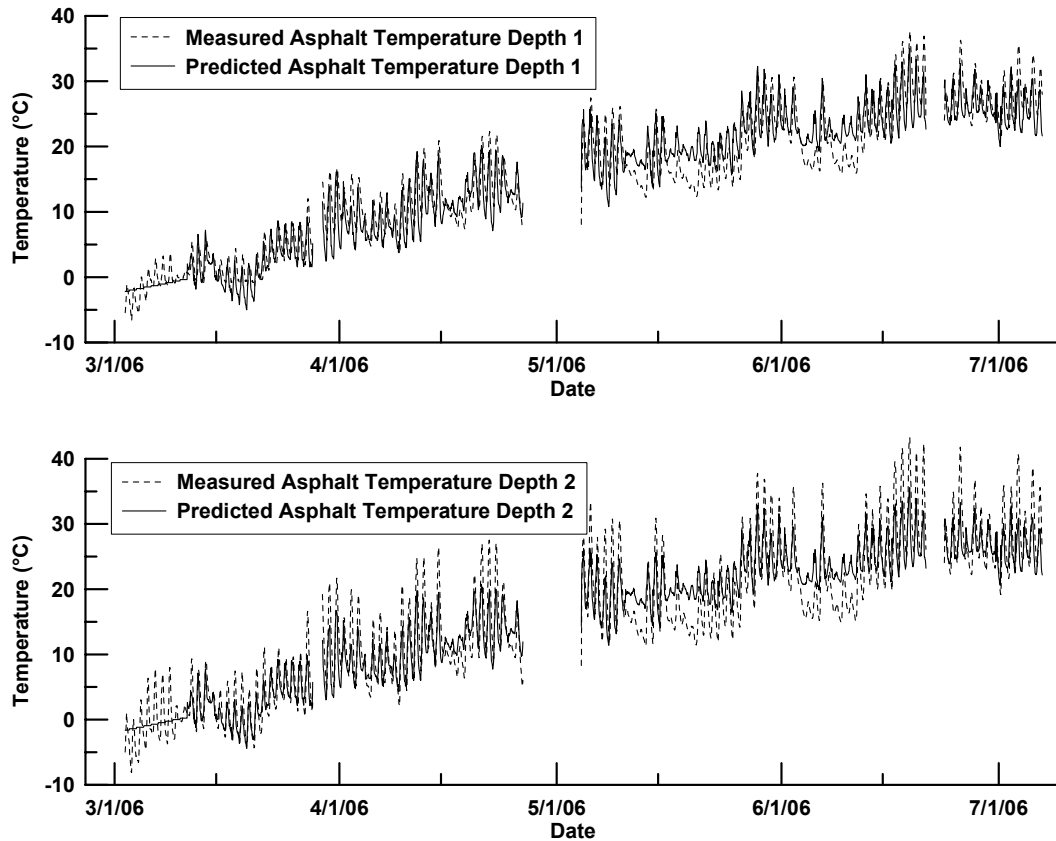 40
30
20
10
0
-10
Temperature (°C)
Measured Asphalt Temperature Depth 1
Predicted Asphalt Temperature Depth 1
3/1/06 4/1/06 5/1/06 6/1/06 7/1/06
Date
40
30
20
10
0
-10
Temperature (°C)
Measured Asphalt Temperature Depth 2
Predicted Asphalt Temperature Depth 2
3/1/06 4/1/06 5/1/06 6/1/06 7/1/06
Date